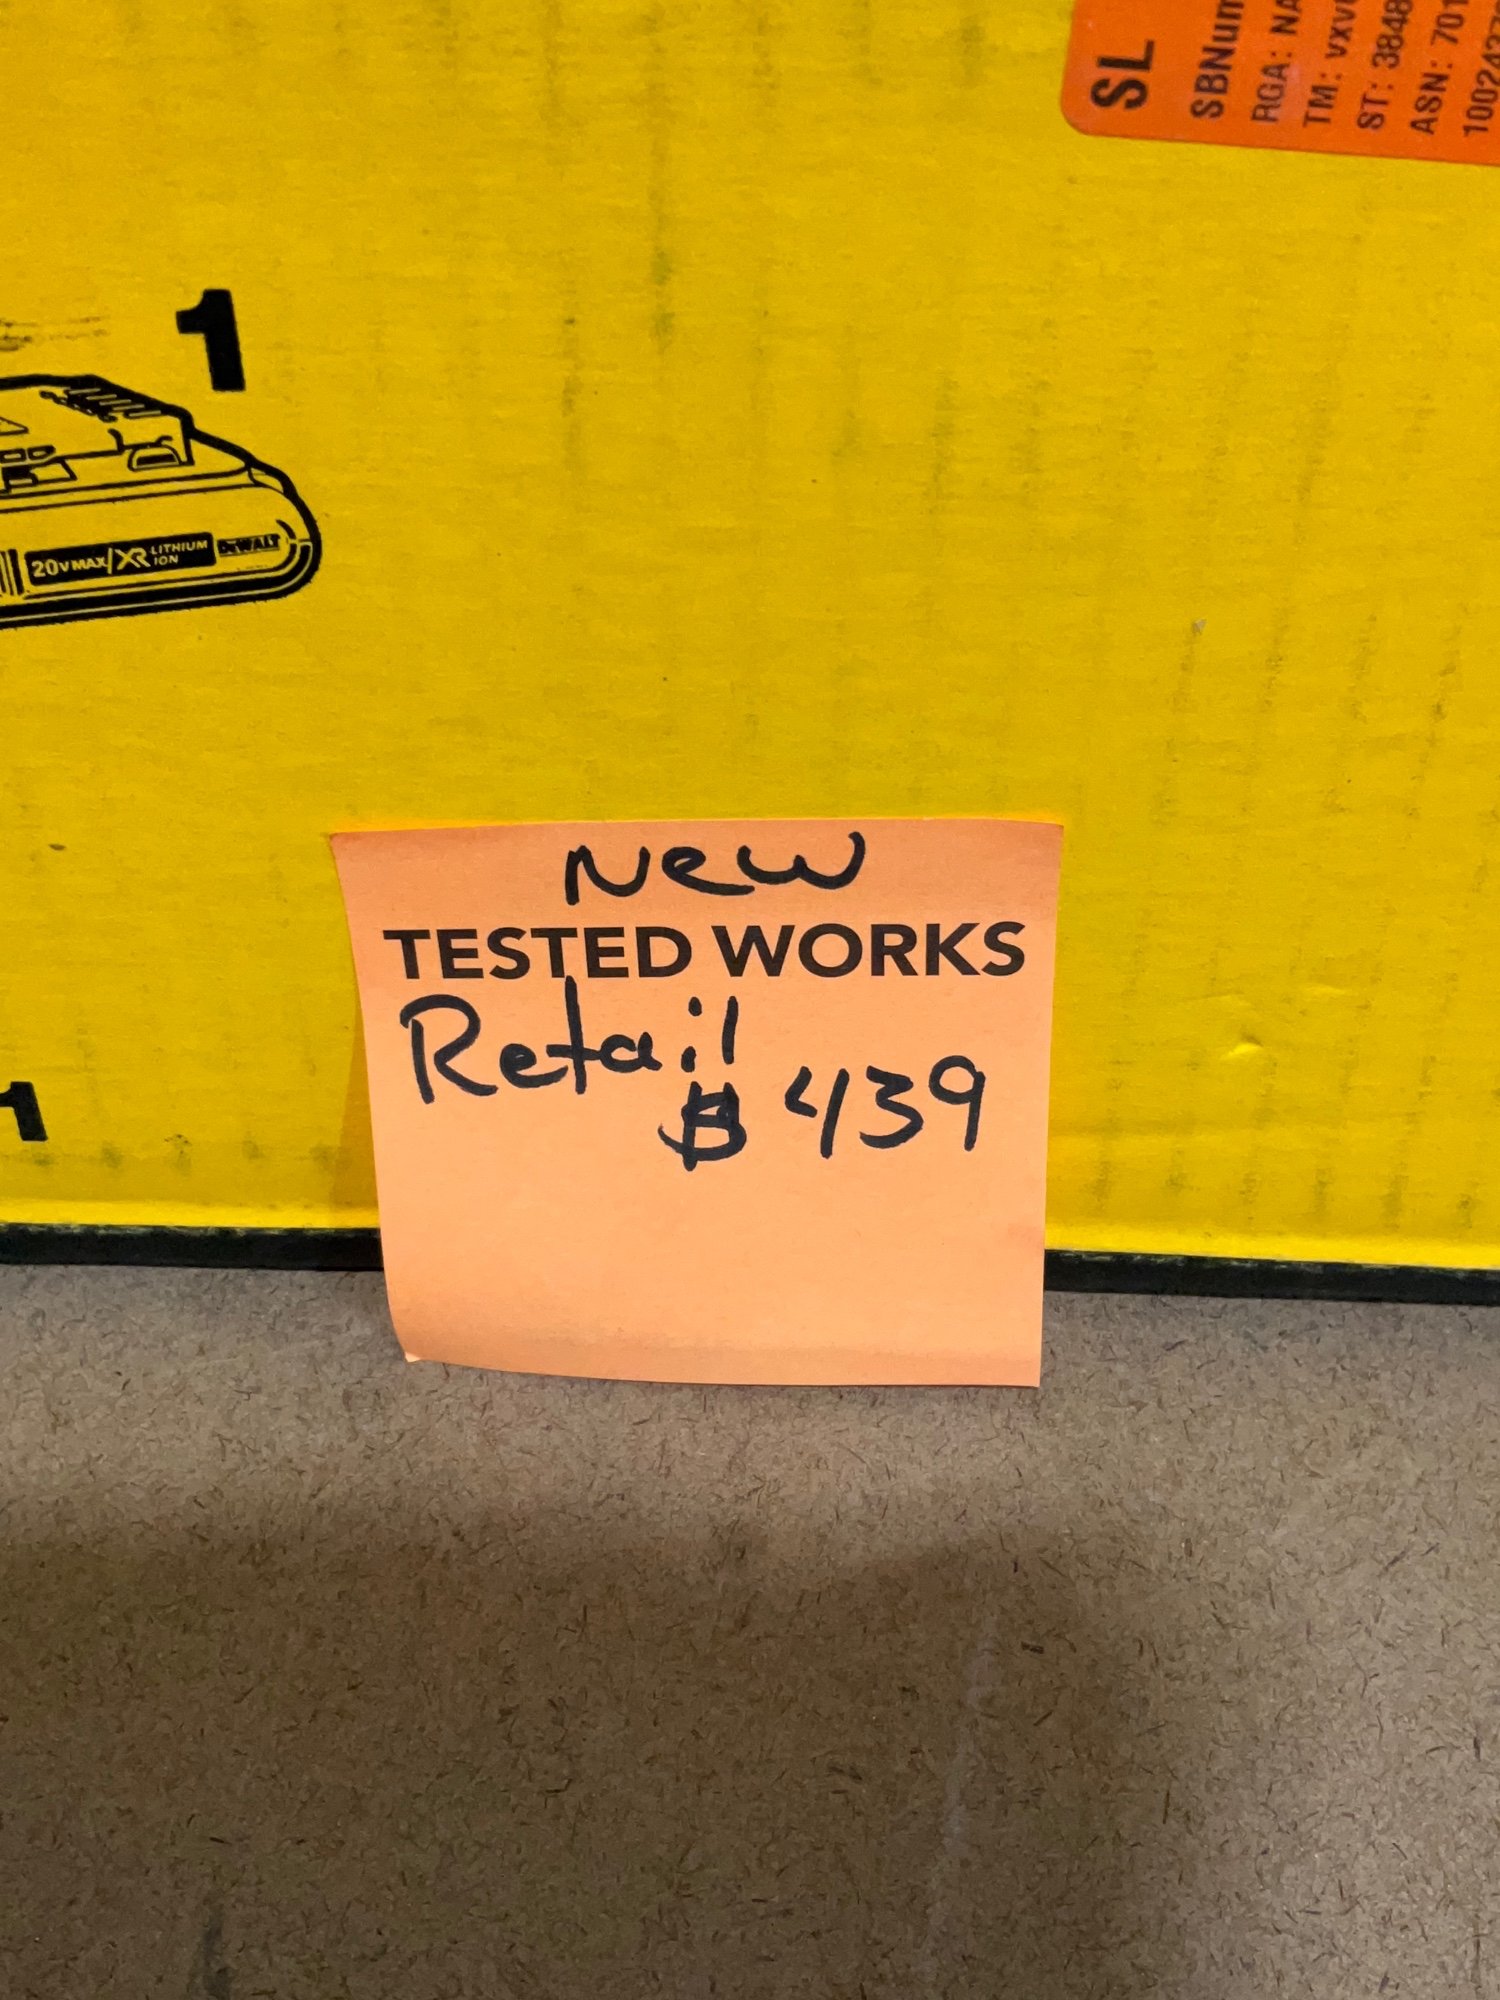 SL
SBNum
RGA: NA
TM: vxv
ST: 3848
ASN: 701
1
20V MAX/XR LITHIUM ION DEWALT
New
TESTED WORKS
Retail
$ 439
1